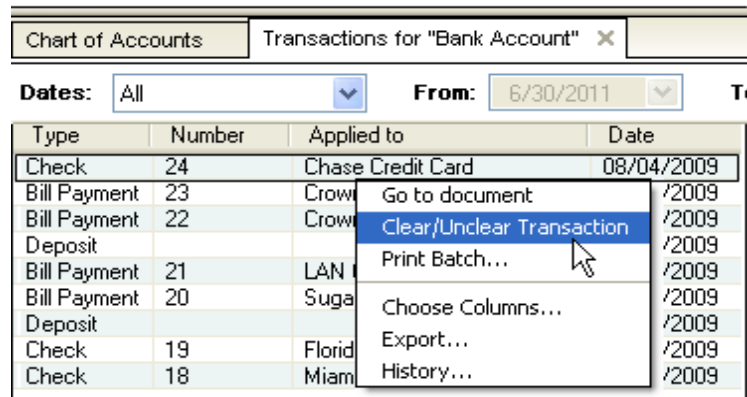 Chart of Accounts Transactions for "Bank Account"
Dates: All From: 6/30/2011
Type Number Applied to Date
Check 24 Chase Credit Card 08/04/2009
Bill Payment 23 /2009
Bill Payment 22 /2009
Deposit /2009
Bill Payment 21 LAN /2009
Bill Payment 20 /2009
Deposit /2009
Check 19 /2009
Check 18 /2009
Go to document
Clear/Unclear Transaction
Print Batch...
Choose Columns...
Export...
History...